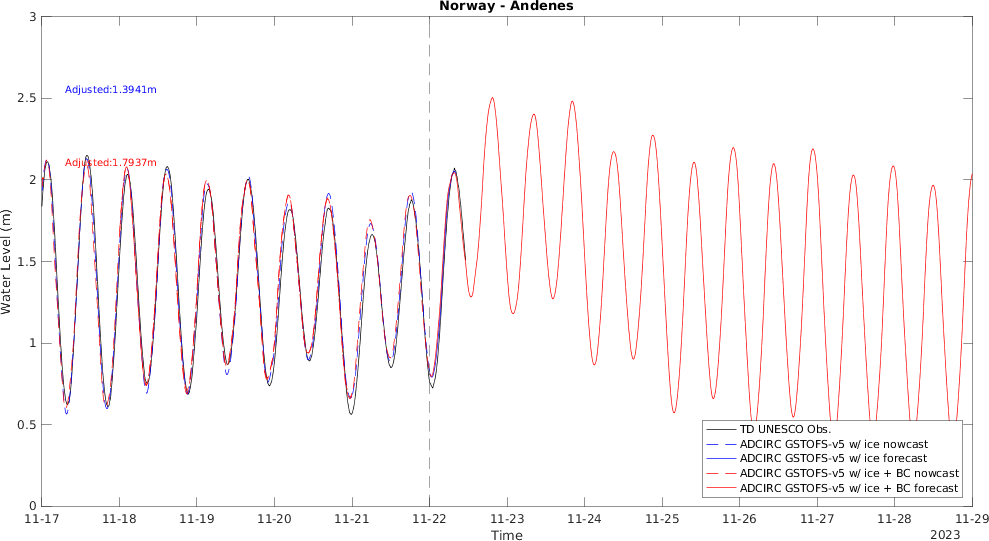 Norway - Andenes
Adjusted:1.3941m
Adjusted:1.7937m
Water Level (m)
3
2.5
2
1.5
1
0.5
0
TD UNESCO Obs.
ADCIRC GSTOFS-v5 w/ ice nowcast
ADCIRC GSTOFS-v5 w/ ice forecast
ADCIRC GSTOFS-v5 w/ ice + BC nowcast
ADCIRC GSTOFS-v5 w/ ice + BC forecast
11-17 11-18 11-19 11-20 11-21 11-22 11-23 11-24 11-25 11-26 11-27 11-28 11-29
Time
2023